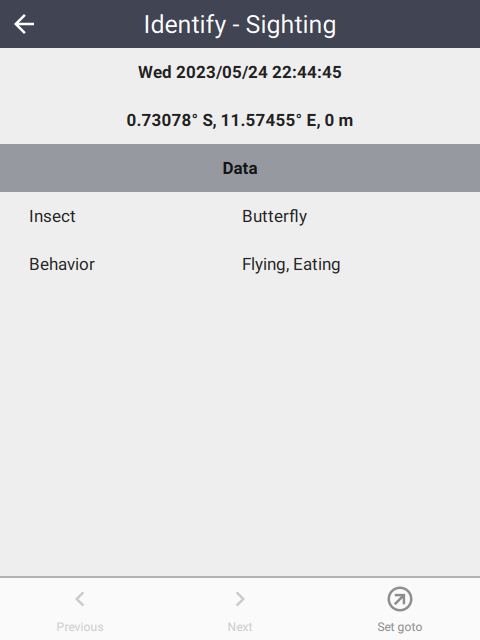 Identify - Sighting
Wed 2023/05/24 22:44:45
0.73078° S, 11.57455° E, 0 m
Data
Insect Butterfly
Behavior Flying, Eating
Previous Next Set goto